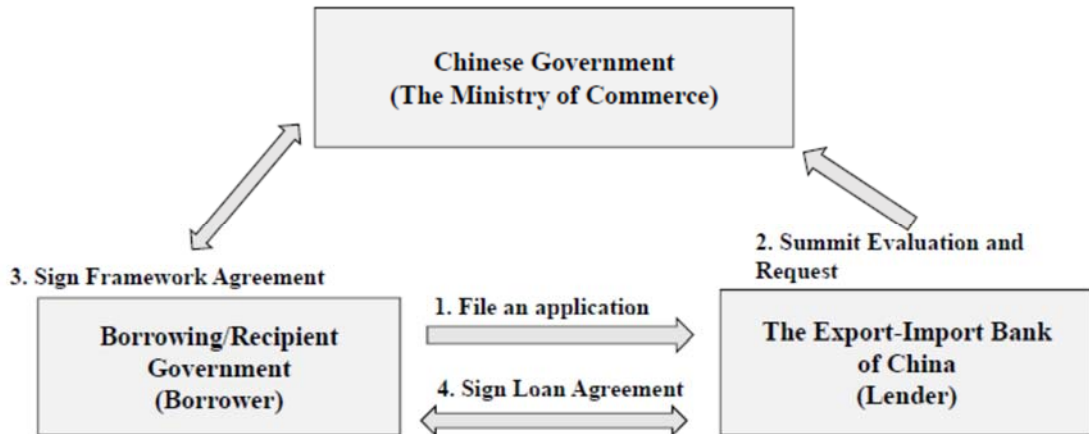 Chinese Government
(The Ministry of Commerce)
2. Summit Evaluation and
Request
3. Sign Framework Agreement
1. File an application
Borrowing/Recipient
Government
(Borrower)
The Export-Import Bank
of China
(Lender)
4. Sign Loan Agreement